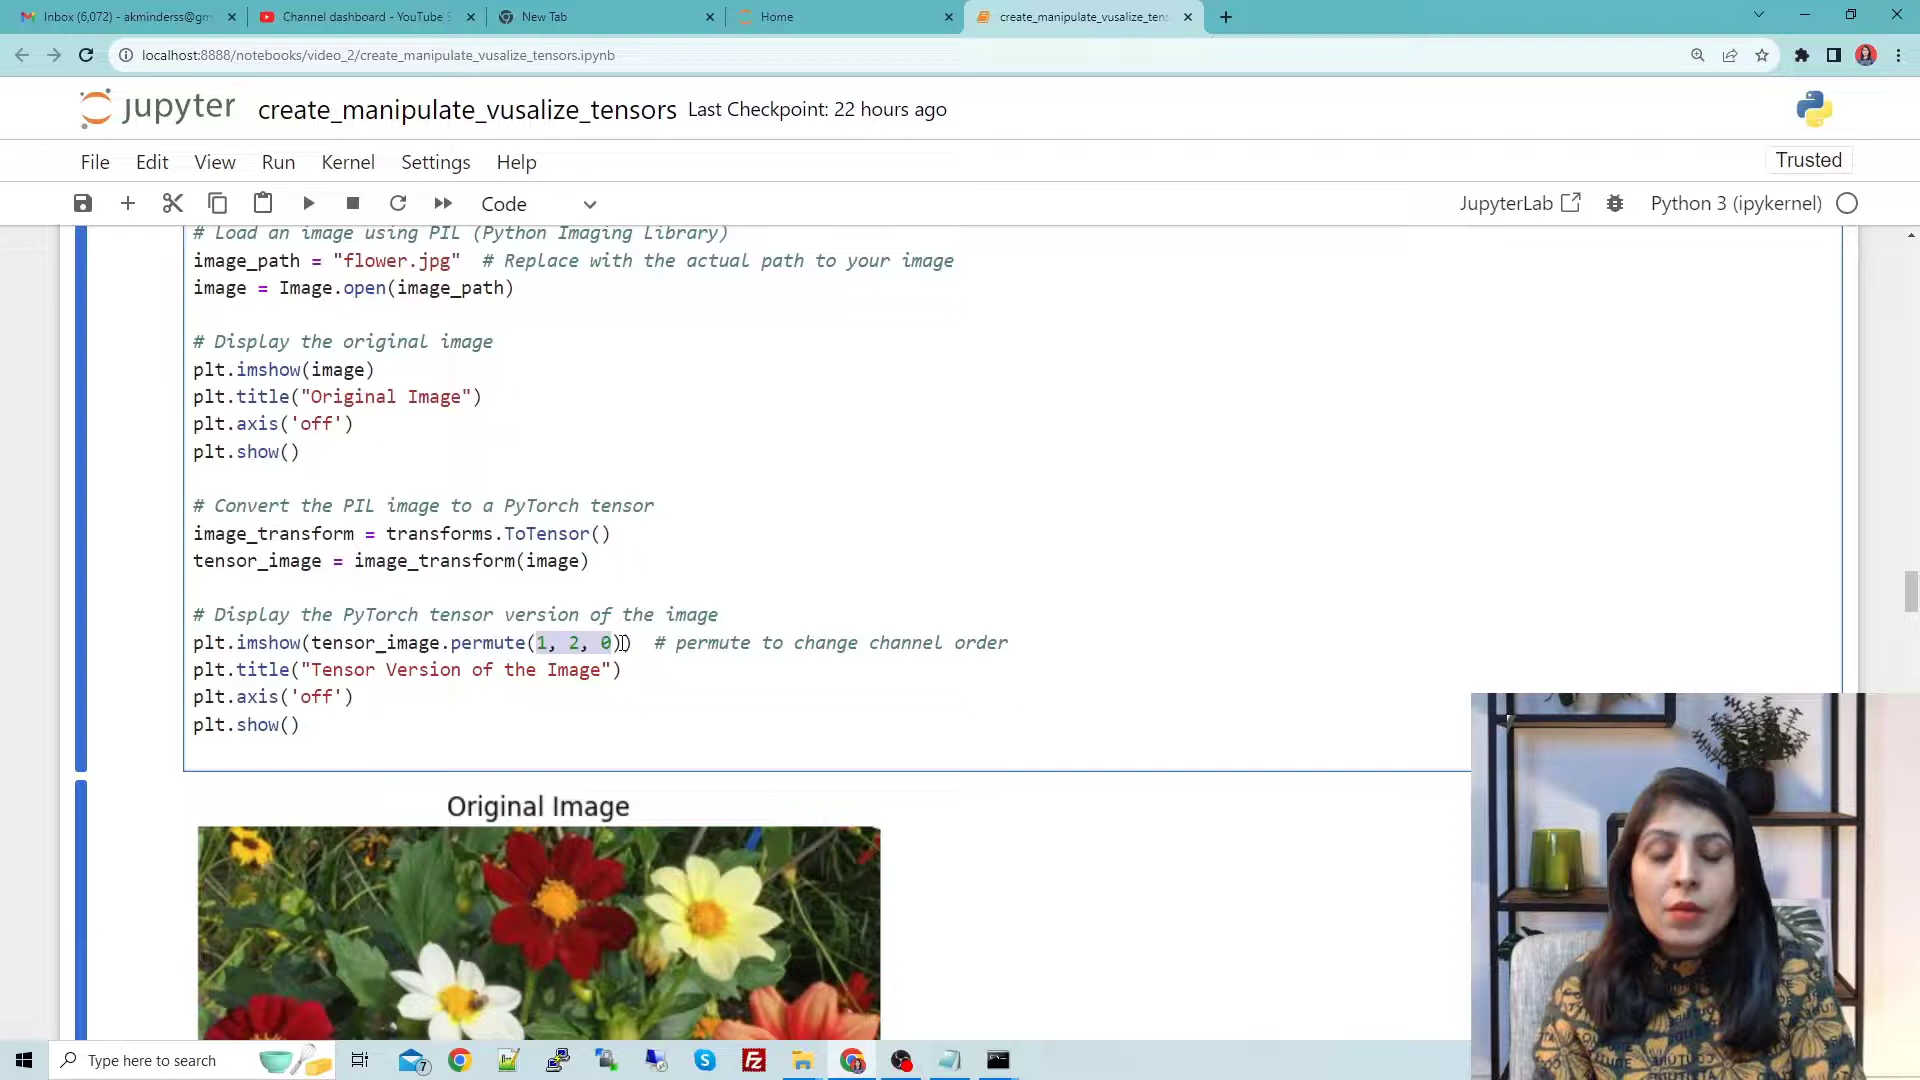 Inbox (6,072) - akminderss@gm
Channel dashboard - YouTube S
New Tab
Home
create_manipulate_vusalize_tens
localhost:8888/notebooks/video_2/create_manipulate_vusalize_tensors.ipynb
jupyter create_manipulate_vusalize_tensors Last Checkpoint: 22 hours ago
File Edit View Run Kernel Settings Help
Trusted
Code
JupyterLab
Python 3 (ipykernel)
# Load an image using PIL (Python Imaging Library)
image_path = "flower.jpg"  # Replace with the actual path to your image
image = Image.open(image_path)
# Display the original image
plt.imshow(image)
plt.title("Original Image")
plt.axis('off')
plt.show()
# Convert the PIL image to a PyTorch tensor
image_transform = transforms.ToTensor()
tensor_image = image_transform(image)
# Display the PyTorch tensor version of the image
plt.imshow(tensor_image.permute(1, 2, 0))  # permute to change channel order
plt.title("Tensor Version of the Image")
plt.axis('off')
plt.show()
Original Image
Type here to search
7